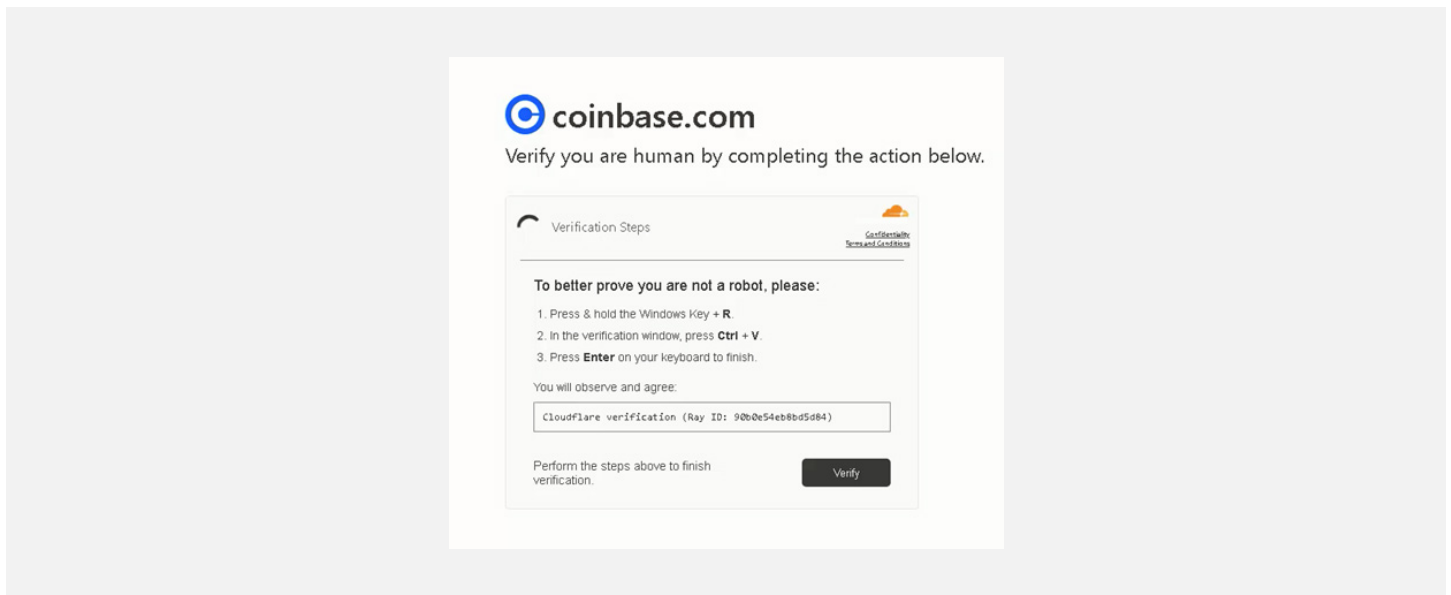 coinbase.com
Verify you are human by completing the action below.
Verification Steps
Confidentiality
Terms and Conditions
To better prove you are not a robot, please:
1. Press & hold the Windows Key + R.
2. In the verification window, press Ctrl + V.
3. Press Enter on your keyboard to finish.
You will observe and agree:
Cloudflare verification (Ray ID: 90b0e54eb8bd5d84)
Perform the steps above to finish
verification.
Verify